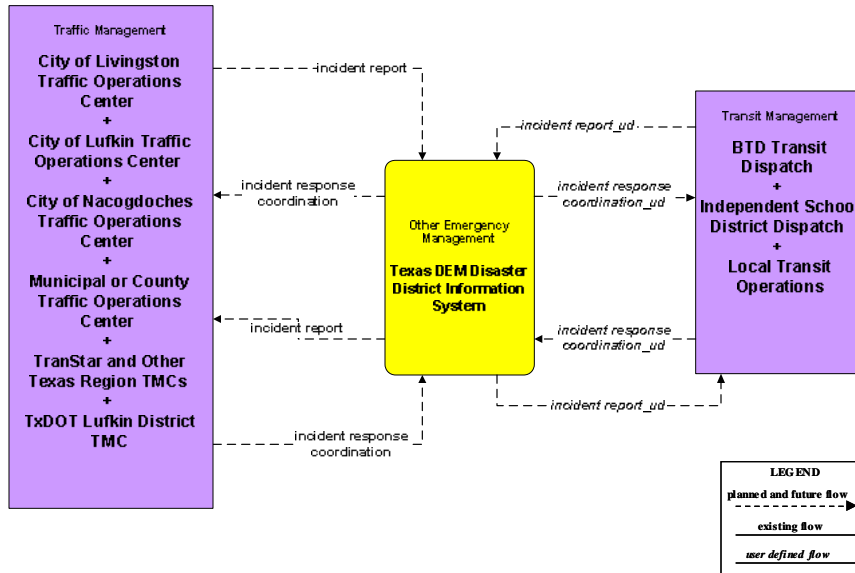 Traffic Management
City of Livingston
Traffic Operations
Center
+
City of Lufkin Traffic
Operations Center
+
City of Nacogdoches
Traffic Operations
Center
+
Municipal or County
Traffic Operations
Center
+
TranStar and Other
Texas Region TMCs
+
TxDOT Lufkin District
TMC
incident report
incident response
coordination
incident report
incident response
coordination
Other Emergency
Management
Texas DEM Disaster
District Information
System
incident report_ud
incident response
coordination_ud
incident response
coordination_ud
incident report_ud
Transit Management
BTD Transit
Dispatch
+
Independent School
District Dispatch
+
Local Transit
Operations
LEGEND
planned and future flow
existing flow
user defined flow